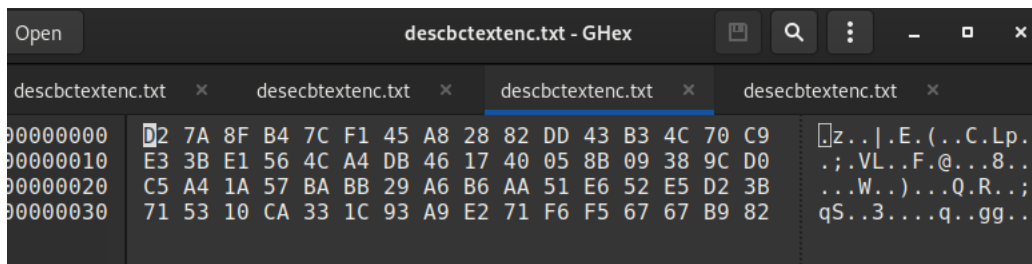 Open descbctextenc.txt - GHex
descbctextenc.txt × desecbtextenc.txt × descbctextenc.txt × desecbtextenc.txt ×
00000000 D2 7A 8F B4 7C F1 45 A8 28 82 DD 43 B3 4C 70 C9 .z..|.E.(..C.Lp.
00000010 E3 3B E1 56 4C A4 DB 46 17 40 05 8B 09 38 9C D0 .;.VL..F.@...8..
00000020 C5 A4 1A 57 BA BB 29 A6 B6 AA 51 E6 52 E5 D2 3B ...W..)...Q.R..;
00000030 71 53 10 CA 33 1C 93 A9 E2 71 F6 F5 67 67 B9 82 qS..3....q..gg..